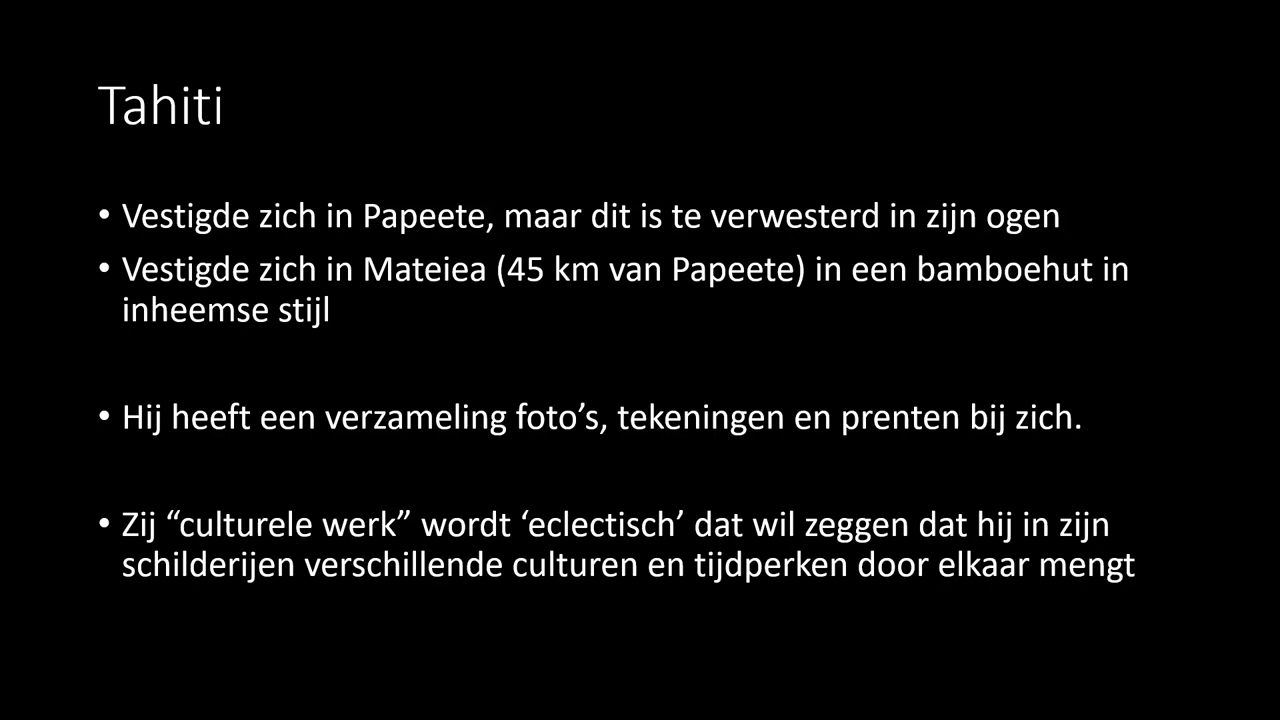 Tahiti
• Vestigde zich in Papeete, maar dit is te verwesterd in zijn ogen
• Vestigde zich in Mateiea (45 km van Papeete) in een bamboehut in
inheemse stijl
• Hij heeft een verzameling foto’s, tekeningen en prenten bij zich.
• Zij “culturele werk” wordt ‘eclectisch’ dat wil zeggen dat hij in zijn
schilderijen verschillende culturen en tijdperken door elkaar mengt